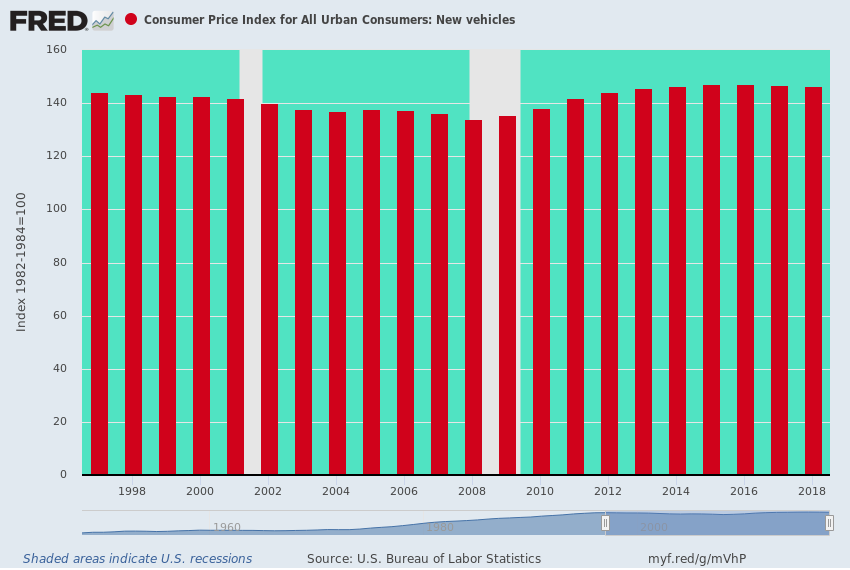 FRED Consumer Price Index for All Urban Consumers: New vehicles
160
140
120
100
80
60
40
20
0
Index 1982-1984=100
1998 2000 2002 2004 2006 2008 2010 2012 2014 2016 2018
1960 1980 2000
Shaded areas indicate U.S. recessions Source: U.S. Bureau of Labor Statistics myf.red/g/mVhP